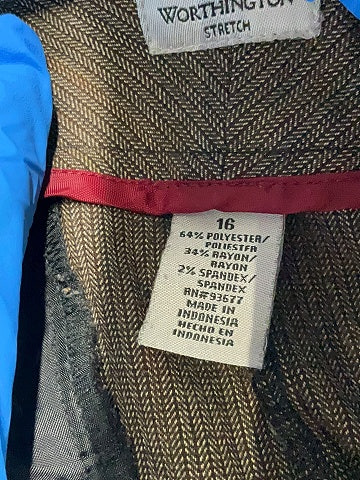 WORTHINGTON
STRETCH
16
64% POLYESTER/
POLIESTER
34% RAYON/
RAYON
2% SPANDEX/
SPANDEX
RN#93677
MADE IN
INDONESIA
HECHO EN
INDONESIA